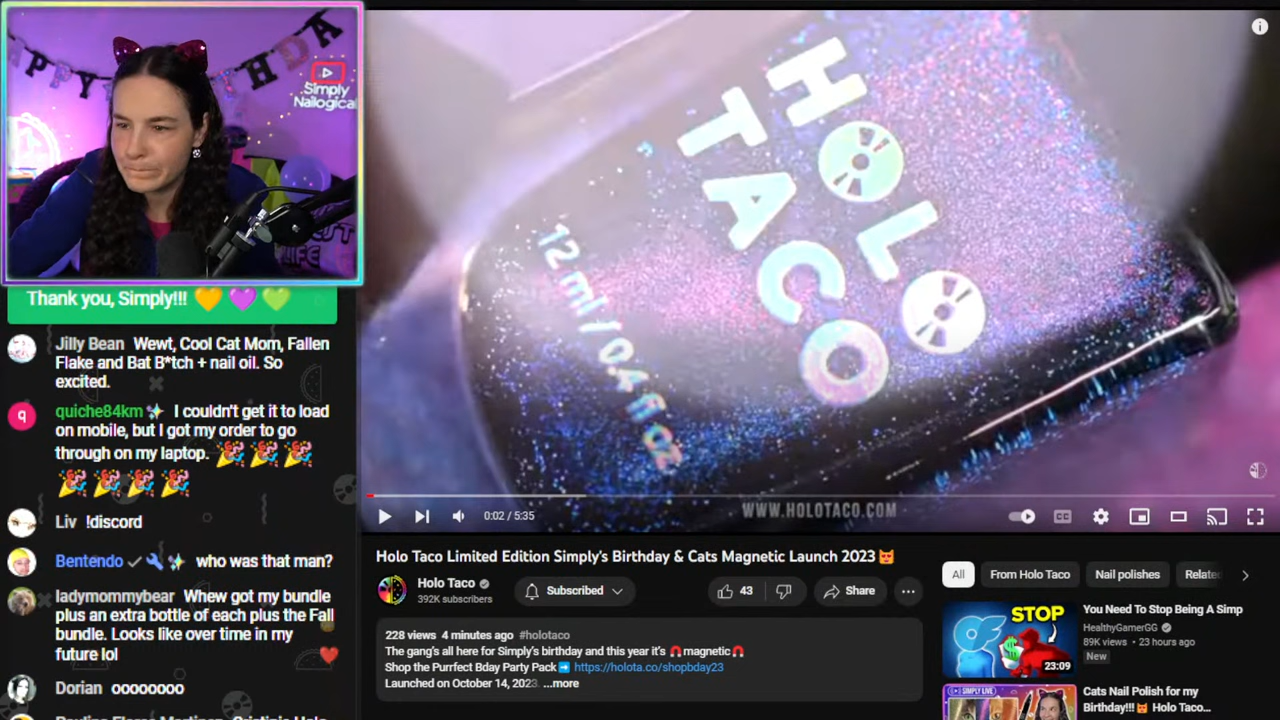 Simply
Nailogical
Thank you, Simply!!! 🧡 💜 💚
Jilly Bean Wewt, Cool Cat Mom, Fallen
Flake and Bat B*tch + nail oil. So
excited.
q
quiche84km✨ I couldn't get it to load
on mobile, but I got my order to go
through on my laptop. 🎉🎉🎉
🎉🎉🎉🎉
Liv !discord
Bentendo ✓🔧✨ who was that man?
ladymommybear Whew got my bundle
plus an extra bottle of each plus the Fall
bundle. Looks like over time in my
future lol
Dorian oooooooo
HOLO
TACO
12 ml / 0.4 fl oz
WWW.HOLOTACO.COM
0:02 / 5:35
CC
Holo Taco Limited Edition Simply's Birthday & Cats Magnetic Launch 2023😻
Holo Taco
392K subscribers
Subscribed
43
Share
228 views 4 minutes ago #holotaco
The gang's all here for Simply's birthday and this year it's 🧲magnetic🧲
Shop the Purrfect Bday Party Pack➡️ https://holota.co/shopbday23
Launched on October 14, 2023. ...more
All
From Holo Taco
Nail polishes
Related
STOP
23:09
You Need To Stop Being A Simp
HealthyGamerGG
89K views • 23 hours ago
New
SIMPLY LIVE
Cats Nail Polish for my
Birthday!!!😻 Holo Taco...